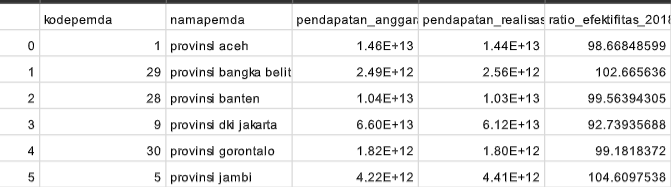 kodepemda namapemda pendapatan_anggar pendapatan_realisas ratio_efektifitas_2018
0 1 provinsi aceh 1.46E+13 1.44E+13 98.66848599
1 29 provinsi bangka belit 2.49E+12 2.56E+12 102.665636
2 28 provinsi banten 1.04E+13 1.03E+13 99.56394305
3 9 provinsi dki jakarta 6.60E+13 6.12E+13 92.73935688
4 30 provinsi gorontalo 1.82E+12 1.80E+12 99.1814372
5 5 provinsi jambi 4.22E+12 4.41E+12 104.6097538